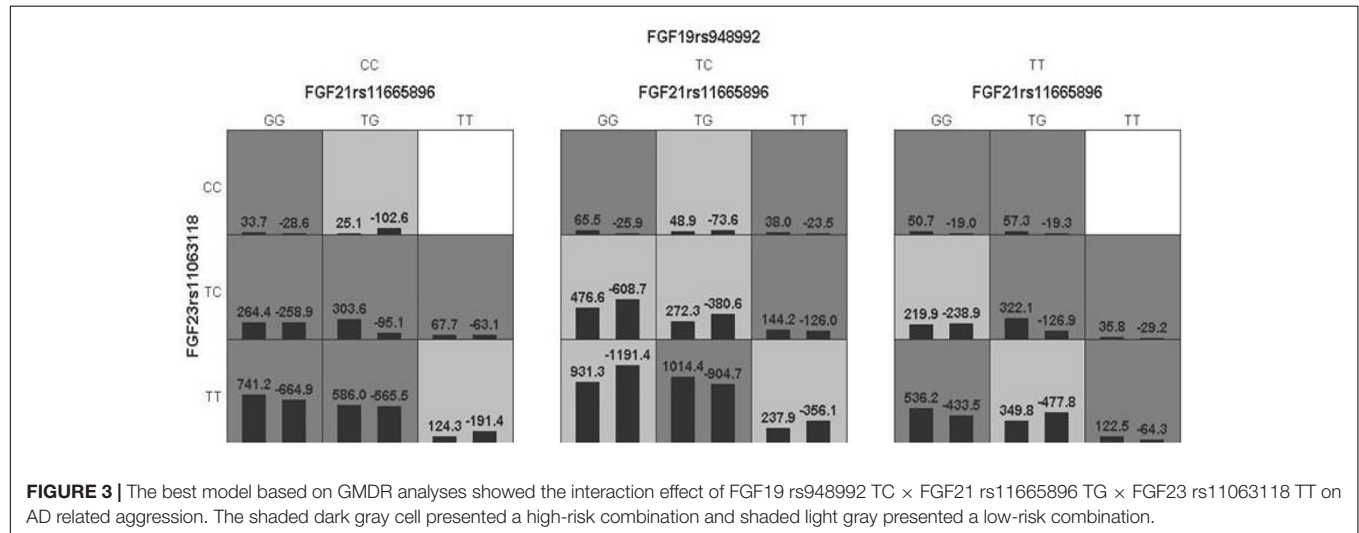 FGF19rs948992
CC TC TT
FGF21rs11665896 FGF21rs11665896 FGF21rs11665896
GG TG TT GG TG TT GG TG TT
FGF23rs11063118
CC
33.7 -28.6 25.1 -102.6 65.5 -25.9 48.9 -73.6 38.0 -23.5 50.7 -19.0 57.3 -19.3
TC
264.4 -258.9 303.6 -95.1 67.7 -63.1 476.6 -608.7 272.3 -380.6 144.2 -126.0 219.9 -238.9 322.1 -126.9 35.8 -29.2
TT
741.2 -664.9 586.0 -565.5 124.3 -191.4 931.3 -1191.4 1014.4 -904.7 237.9 -356.1 536.2 -433.5 349.8 -477.8 122.5 -64.3
FIGURE 3 | The best model based on GMDR analyses showed the interaction effect of FGF19 rs948992 TC × FGF21 rs11665896 TG × FGF23 rs11063118 TT on
AD related aggression. The shaded dark gray cell presented a high-risk combination and shaded light gray presented a low-risk combination.